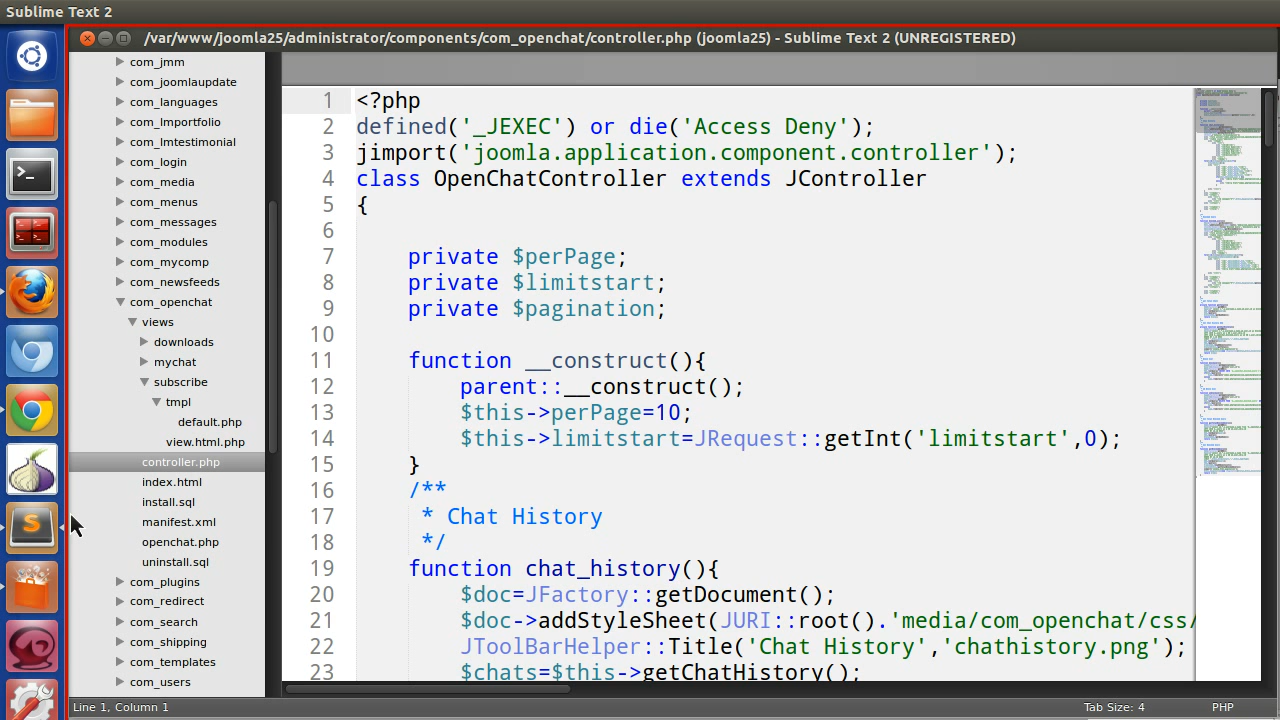 Sublime Text 2
/var/www/joomla25/administrator/components/com_openchat/controller.php (joomla25) - Sublime Text 2 (UNREGISTERED)
com_jmm
com_joomlaupdate
com_languages
com_lmportfolio
com_lmtestimonial
com_login
com_media
com_menus
com_messages
com_modules
com_mycomp
com_newsfeeds
com_openchat
views
downloads
mychat
subscribe
tmpl
default.php
view.html.php
controller.php
index.html
install.sql
manifest.xml
openchat.php
uninstall.sql
com_plugins
com_redirect
com_search
com_shipping
com_templates
com_users
1 <?php
2 defined('_JEXEC') or die('Access Deny');
3 jimport('joomla.application.component.controller');
4 class OpenChatController extends JController
5 {
6
7 private $perPage;
8 private $limitstart;
9 private $pagination;
10
11 function __construct(){
12 parent::__construct();
13 $this->perPage=10;
14 $this->limitstart=JRequest::getInt('limitstart',0);
15 }
16 /**
17 * Chat History
18 */
19 function chat_history(){
20 $doc=JFactory::getDocument();
21 $doc->addStyleSheet(JURI::root().'media/com_openchat/css/
22 JToolBarHelper::Title('Chat History','chathistory.png');
23 $chats=$this->getChatHistory();
Line 1, Column 1
Tab Size: 4
PHP